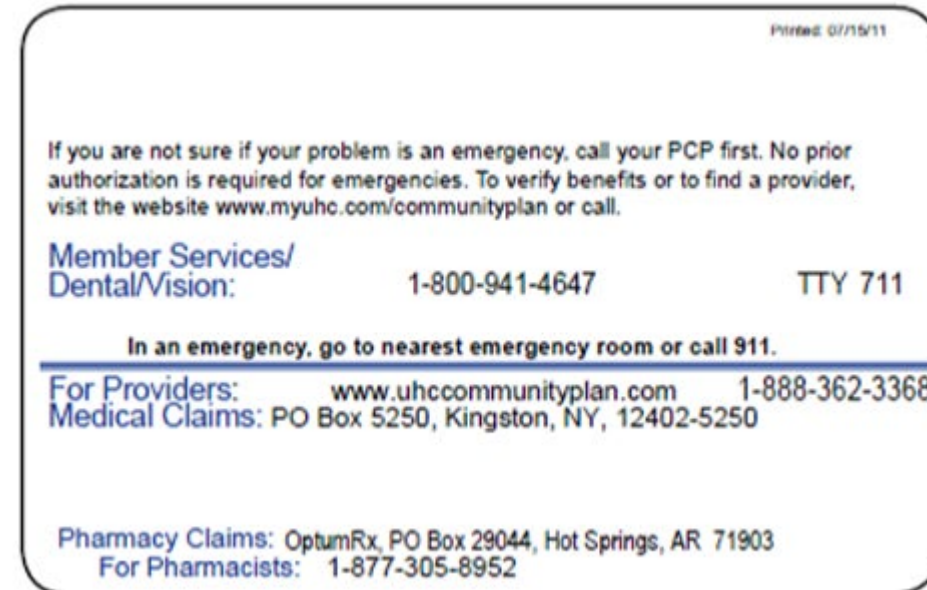 Printed: 07/15/11
If you are not sure if your problem is an emergency, call your PCP first. No prior
authorization is required for emergencies. To verify benefits or to find a provider,
visit the website www.myuhc.com/communityplan or call.
Member Services/
Dental/Vision: 1-800-941-4647 TTY 711
In an emergency, go to nearest emergency room or call 911.
For Providers: www.uhccommunityplan.com 1-888-362-3368
Medical Claims: PO Box 5250, Kingston, NY, 12402-5250
Pharmacy Claims: OptumRx, PO Box 29044, Hot Springs, AR 71903
For Pharmacists: 1-877-305-8952